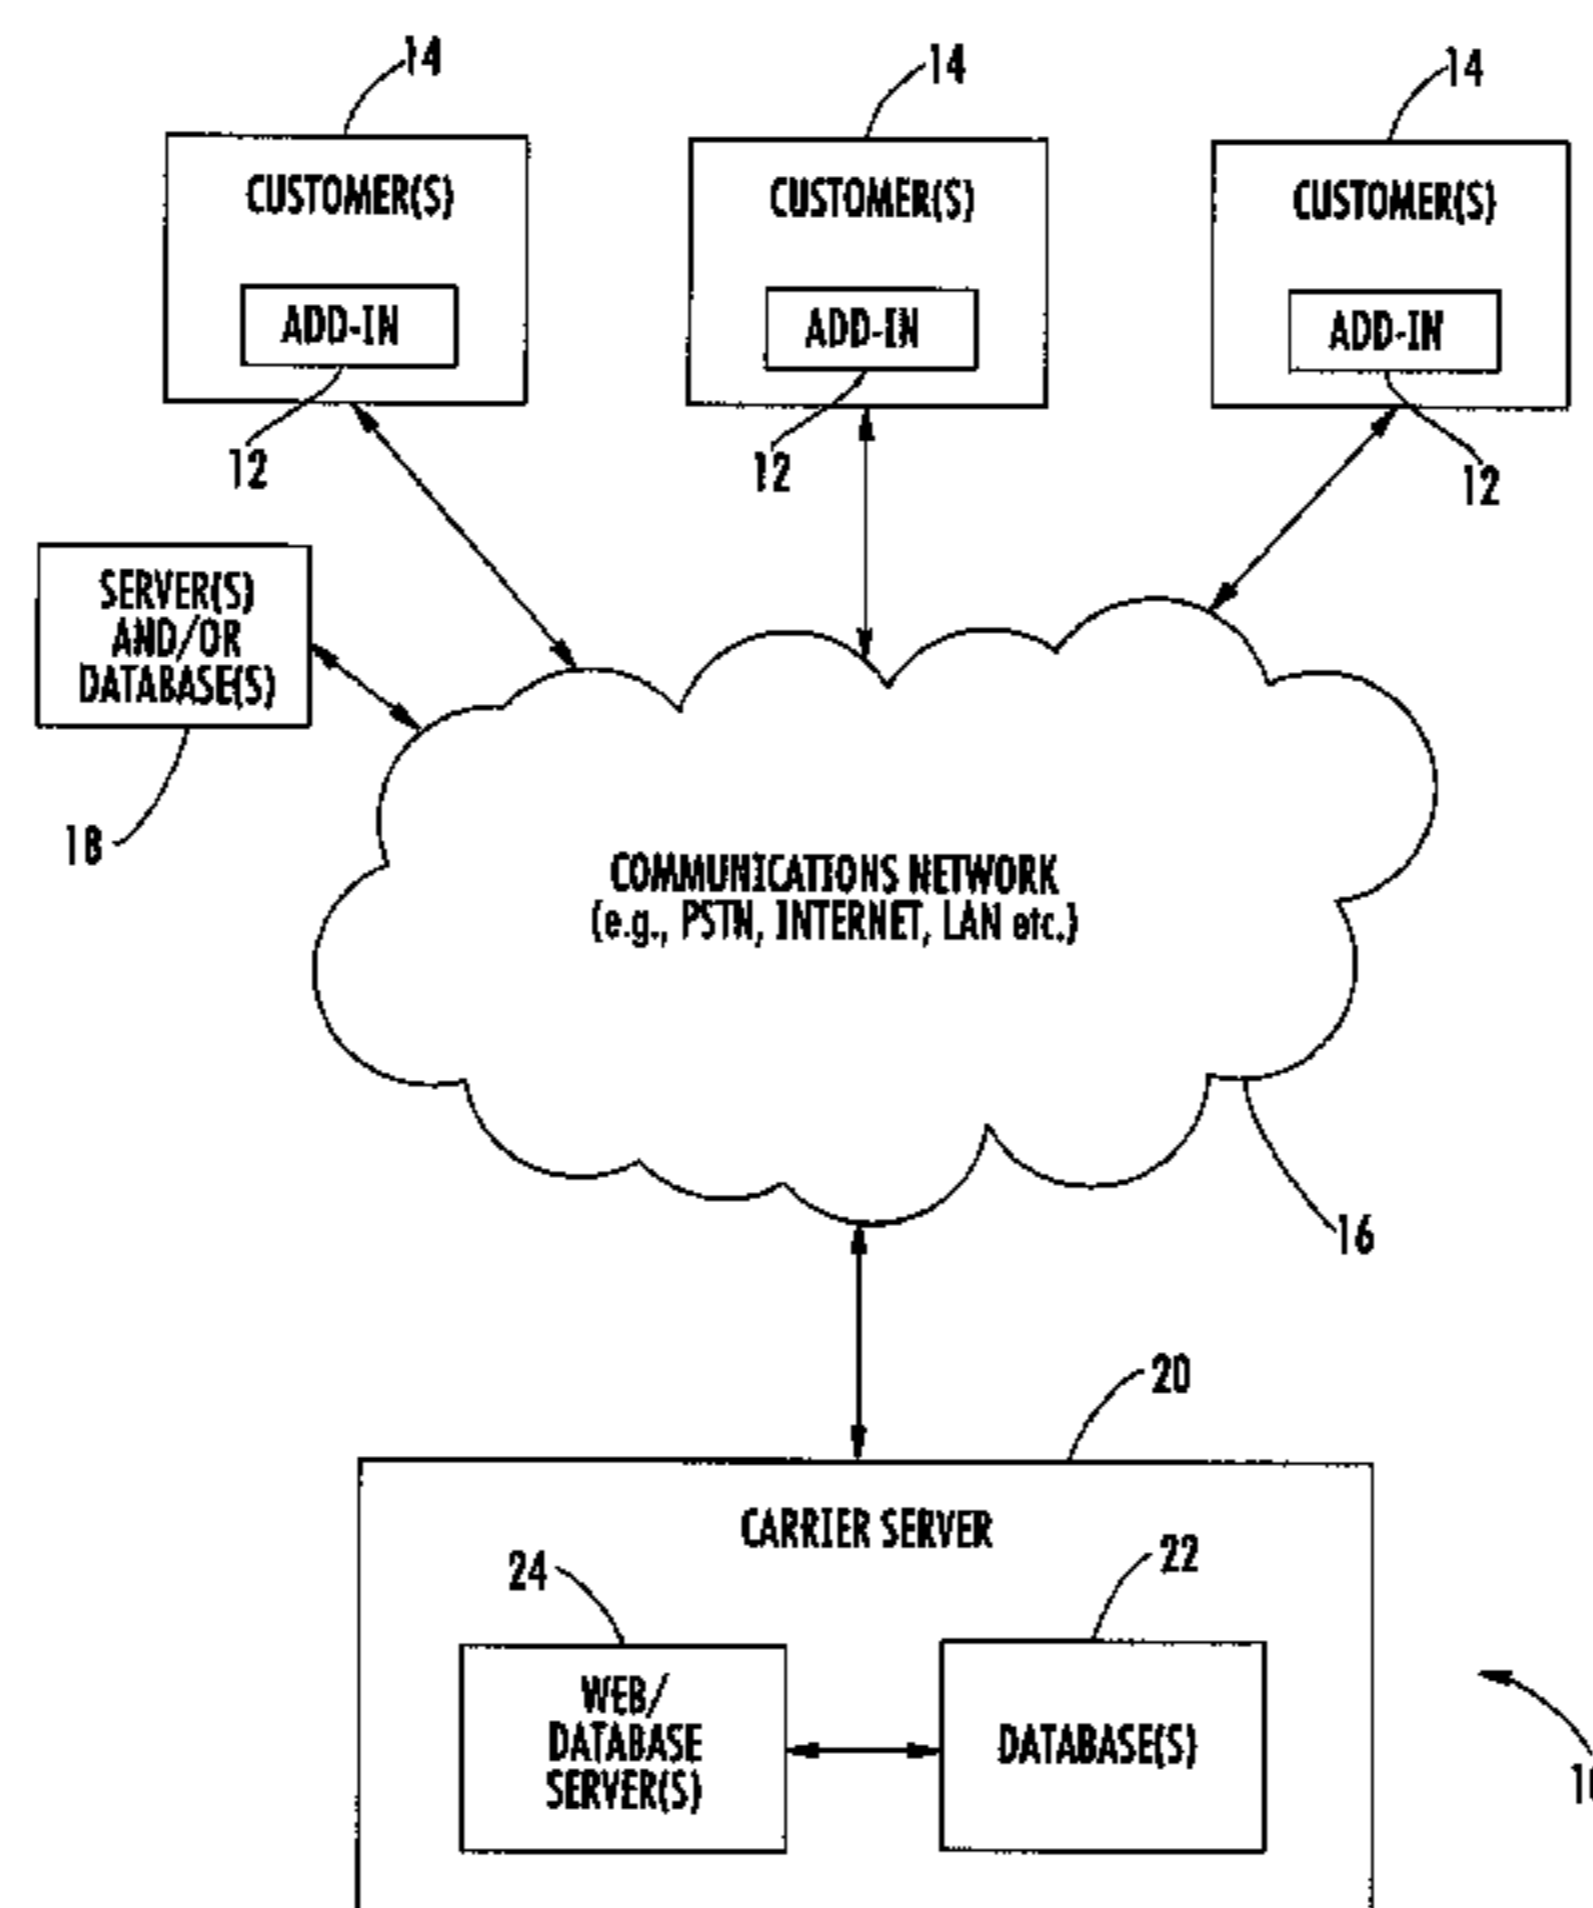 14
14
14
CUSTOMER(S)
CUSTOMER(S)
CUSTOMER(S)
ADD-IN
ADD-IN
ADD-IN
12
12
12
SERVER(S)
AND/OR
DATABASE(S)
18
COMMUNICATIONS NETWORK
(e.g., PSTN, INTERNET, LAN etc.)
16
20
CARRIER SERVER
24
22
WEB/
DATABASE
SERVER(S)
DATABASE(S)